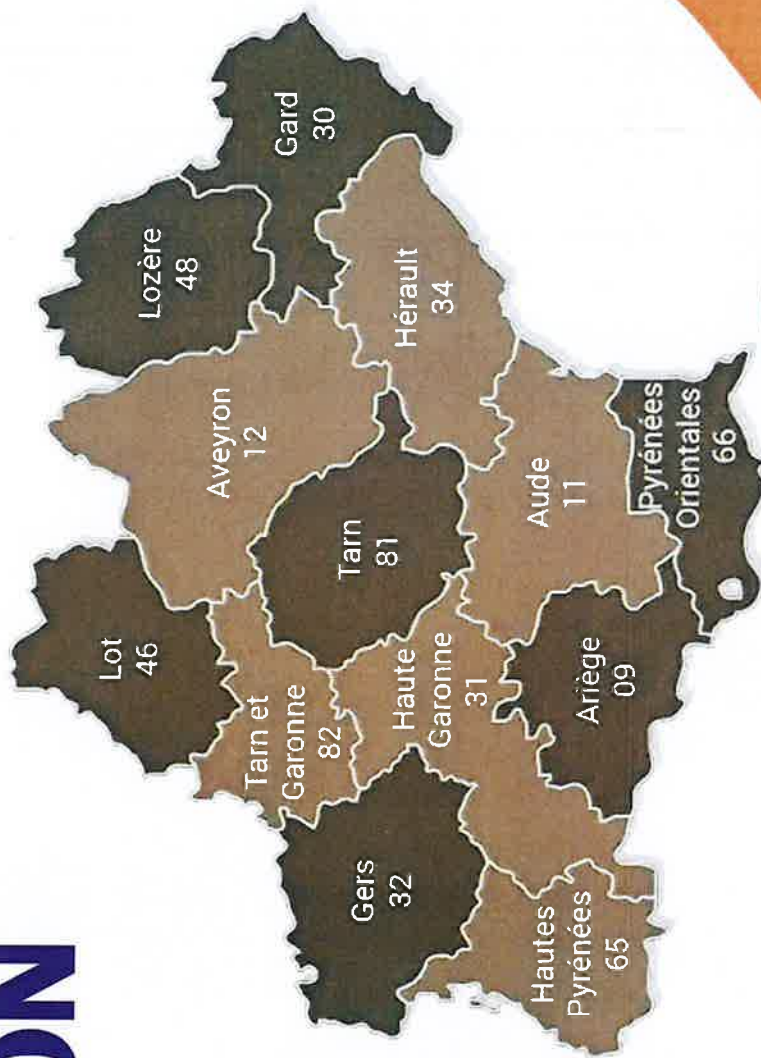 ON
Lot
46
Lozère
48
Gard
30
Aveyron
12
Tarn et
Garonne
82
Tarn
81
Gers
32
Haute
Garonne
31
Hérault
34
Aude
11
Hautes
Pyrénées
65
Ariège
09
Pyrénées
Orientales
66